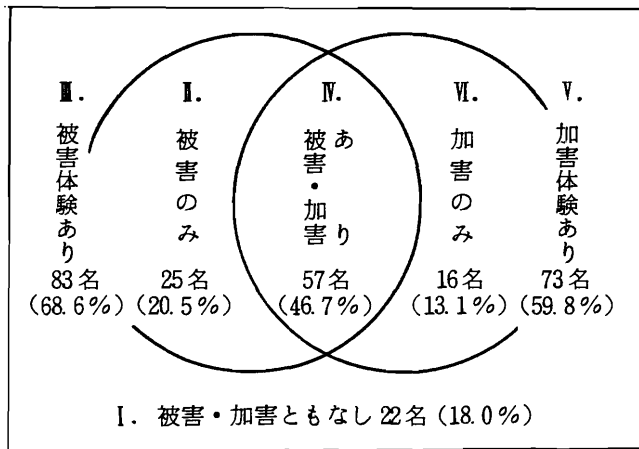 Ⅲ.
被害体験あり
83名
(68.6%)
Ⅱ.
被害のみ
25名
(20.5%)
Ⅳ.
被害・加害
あり
57名
(46.7%)
Ⅵ.
加害のみ
16名
(13.1%)
Ⅴ.
加害体験あり
73名
(59.8%)
Ⅰ. 被害・加害ともなし 22名 (18.0%)